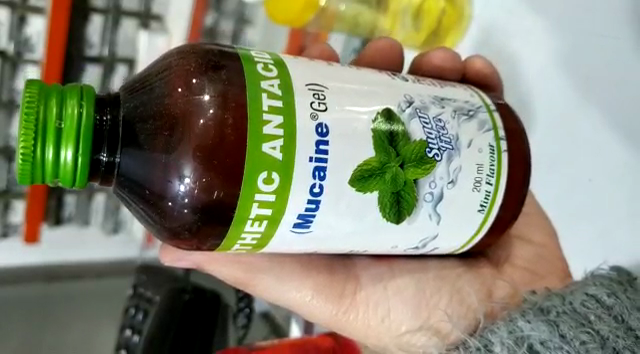 THETIC ANTACID
(Mucaine® Gel)
Sugar
free
200 ml
Mint Flavour